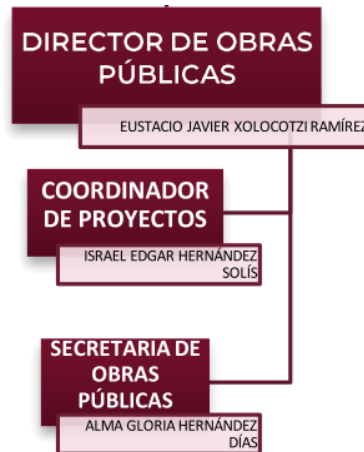 DIRECTOR DE OBRAS
PÚBLICAS
EUSTACIO JAVIER XOLOCOTZI RAMÍREZ
COORDINADOR
DE PROYECTOS
ISRAEL EDGAR HERNÁNDEZ
SOLÍS
SECRETARIA DE
OBRAS
PÚBLICAS
ALMA GLORIA HERNÁNDEZ
DÍAS